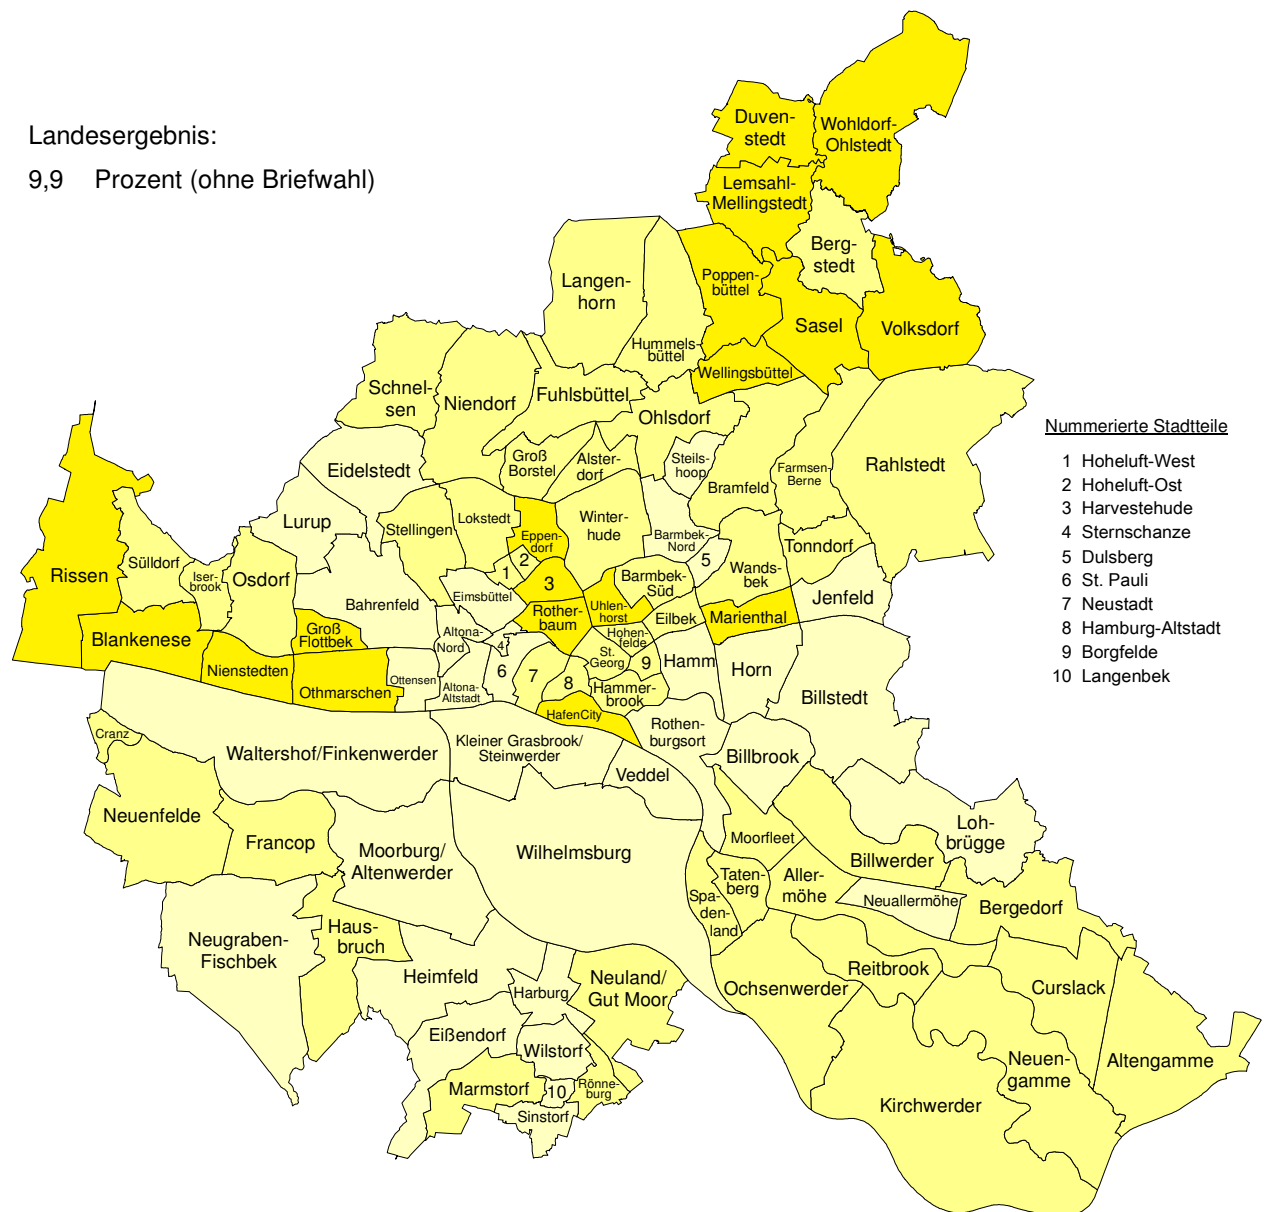 Landesergebnis:
9,9 Prozent (ohne Briefwahl)
Duven-
stedt
Wohldorf-
Ohlstedt
Lemsahl-
Mellingstedt
Berg-
stedt
Poppen-
büttel
Langen-
horn
Hummels-
büttel
Sasel
Volksdorf
Wellingsbüttel
Schnel-
sen
Niendorf
Fuhlsbüttel
Ohlsdorf
Groß
Borstel
Alster-
dorf
Steils-
hoop
Bramfeld
Farmsen-
Berne
Rahlstedt
Eidelstedt
Lurup
Stellingen
Lokstedt
Eppen-
dorf
Winter-
hude
Barmbek-
Nord
5
Wands-
bek
Tonndorf
Jenfeld
Rissen
Sülldorf
Iser-
brook
Osdorf
Bahrenfeld
Eimsbüttel
1
2
3
Barmbek-
Süd
Uhlen-
horst
Rother-
baum
Eilbek
Marienthal
Blankenese
Groß
Flottbek
Nienstedten
Othmarschen
Ottensen
Altona-
Nord
4
Altona-
Altstadt
6
7
8
St.
Georg
Hohen-
felde
9
Hamm
Horn
Billstedt
Hammer-
brook
HafenCity
Rothen-
burgsort
Billbrook
Cranz
Waltershof/Finkenwerder
Kleiner Grasbrook/
Steinwerder
Veddel
Neuenfelde
Francop
Moorburg/
Altenwerder
Wilhelmsburg
Moorfleet
Billwerder
Loh-
brügge
Spa-
den-
land
Taten-
berg
Aller-
möhe
Neuallermöhe
Bergedorf
Neugraben-
Fischbek
Haus-
bruch
Heimfeld
Harburg
Neuland/
Gut Moor
Ochsenwerder
Reitbrook
Curslack
Eißendorf
Wilstorf
Marmstorf
10
Rönne-
burg
Sinstorf
Neuen-
gamme
Altengamme
Kirchwerder
Nummerierte Stadtteile
1 Hoheluft-West
2 Hoheluft-Ost
3 Harvestehude
4 Sternschanze
5 Dulsberg
6 St. Pauli
7 Neustadt
8 Hamburg-Altstadt
9 Borgfelde
10 Langenbek